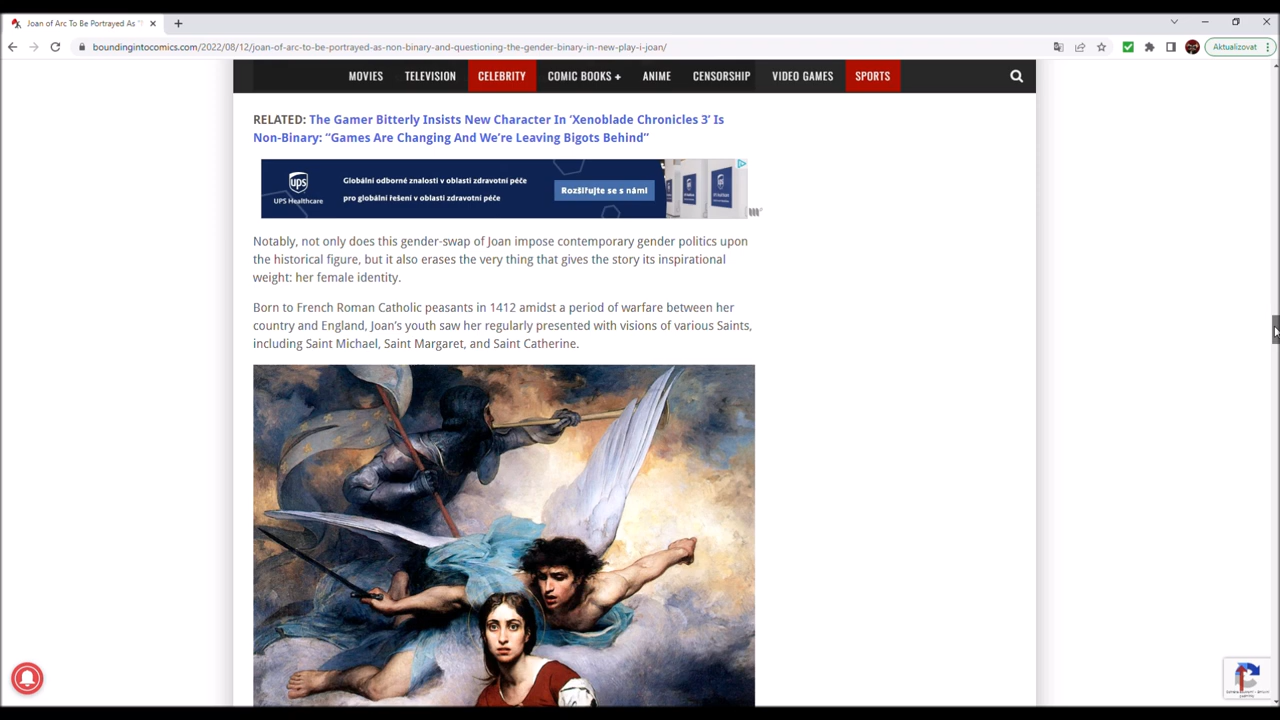 Joan of Arc To Be Portrayed As "
Aktualizovat
boundingintocomics.com/2022/08/12/joan-of-arc-to-be-portrayed-as-non-binary-and-questioning-the-gender-binary-in-new-play-i-joan/
MOVIES TELEVISION CELEBRITY COMIC BOOKS + ANIME CENSORSHIP VIDEO GAMES SPORTS
RELATED: The Gamer Bitterly Insists New Character In ‘Xenoblade Chronicles 3’ Is
Non-Binary: “Games Are Changing And We’re Leaving Bigots Behind”
ups
UPS Healthcare
Globální odborné znalosti v oblasti zdravotní péče
pro globální řešení v oblasti zdravotní péče
Rozšiřujte se s námi
Notably, not only does this gender-swap of Joan impose contemporary gender politics upon
the historical figure, but it also erases the very thing that gives the story its inspirational
weight: her female identity.
Born to French Roman Catholic peasants in 1412 amidst a period of warfare between her
country and England, Joan’s youth saw her regularly presented with visions of various Saints,
including Saint Michael, Saint Margaret, and Saint Catherine.